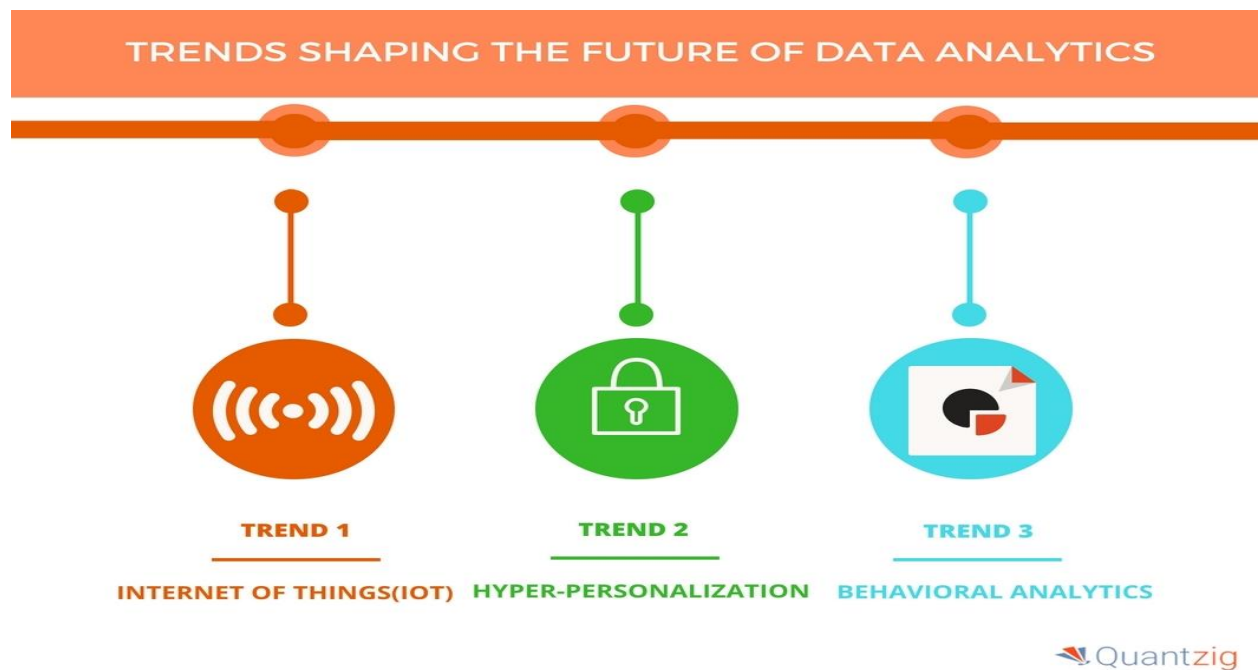 TRENDS SHAPING THE FUTURE OF DATA ANALYTICS
TREND 1
INTERNET OF THINGS(IOT)
TREND 2
HYPER-PERSONALIZATION
TREND 3
BEHAVIORAL ANALYTICS
Quantzig